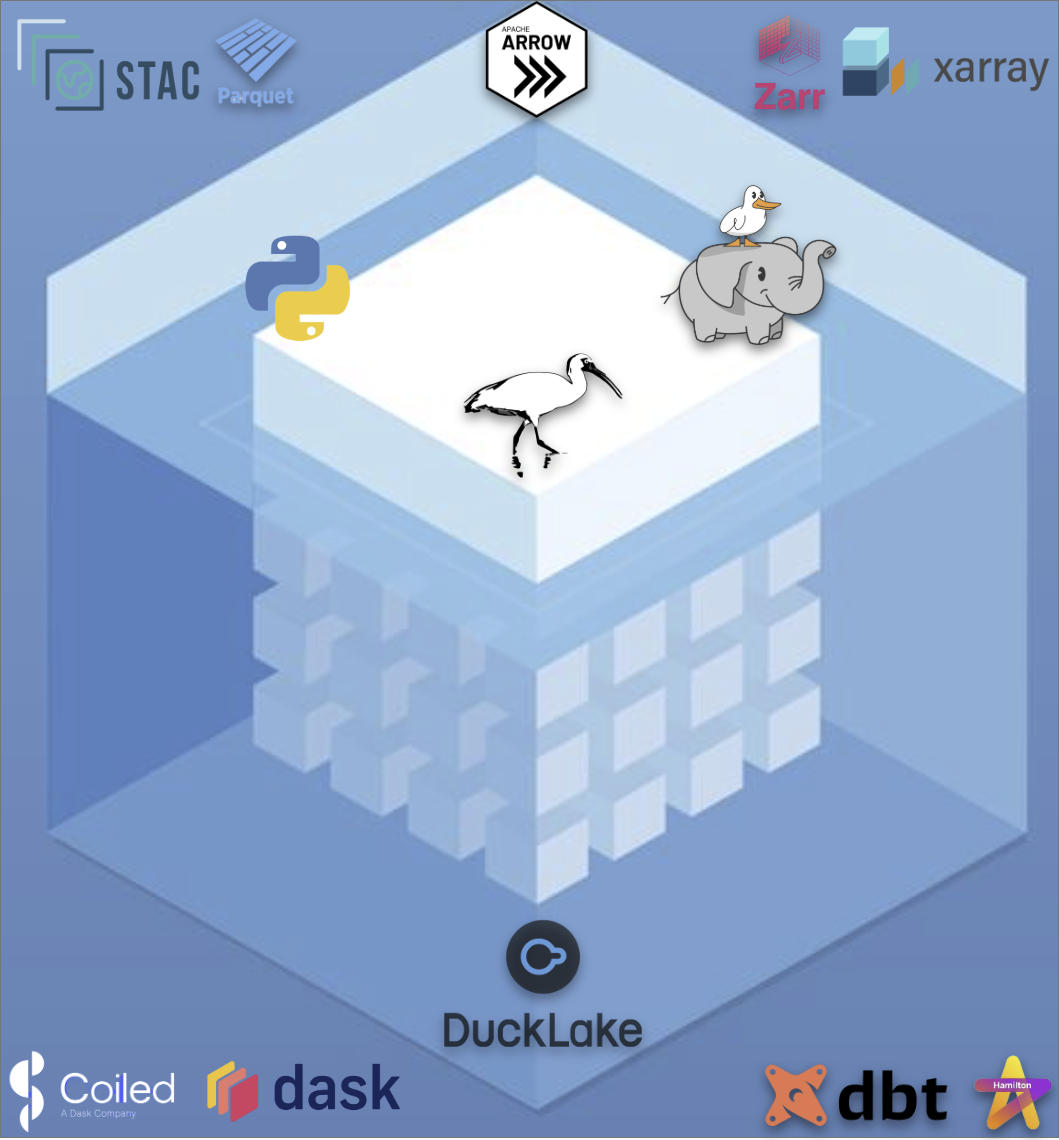 STAC
Parquet
APACHE
ARROW
Zarr
xarray
DuckLake
Coiled
A Dask Company
dask
dbt
Hamilton